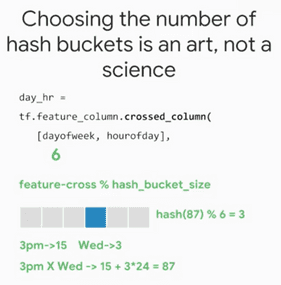 Choosing the number of
hash buckets is an art, not a
science
day_hr =
tf.feature_column.crossed_column(
[dayofweek, hourofday],
6
feature-cross % hash_bucket_size
hash(87) % 6 = 3
3pm->15 Wed->3
3pm X Wed -> 15 + 3*24 = 87